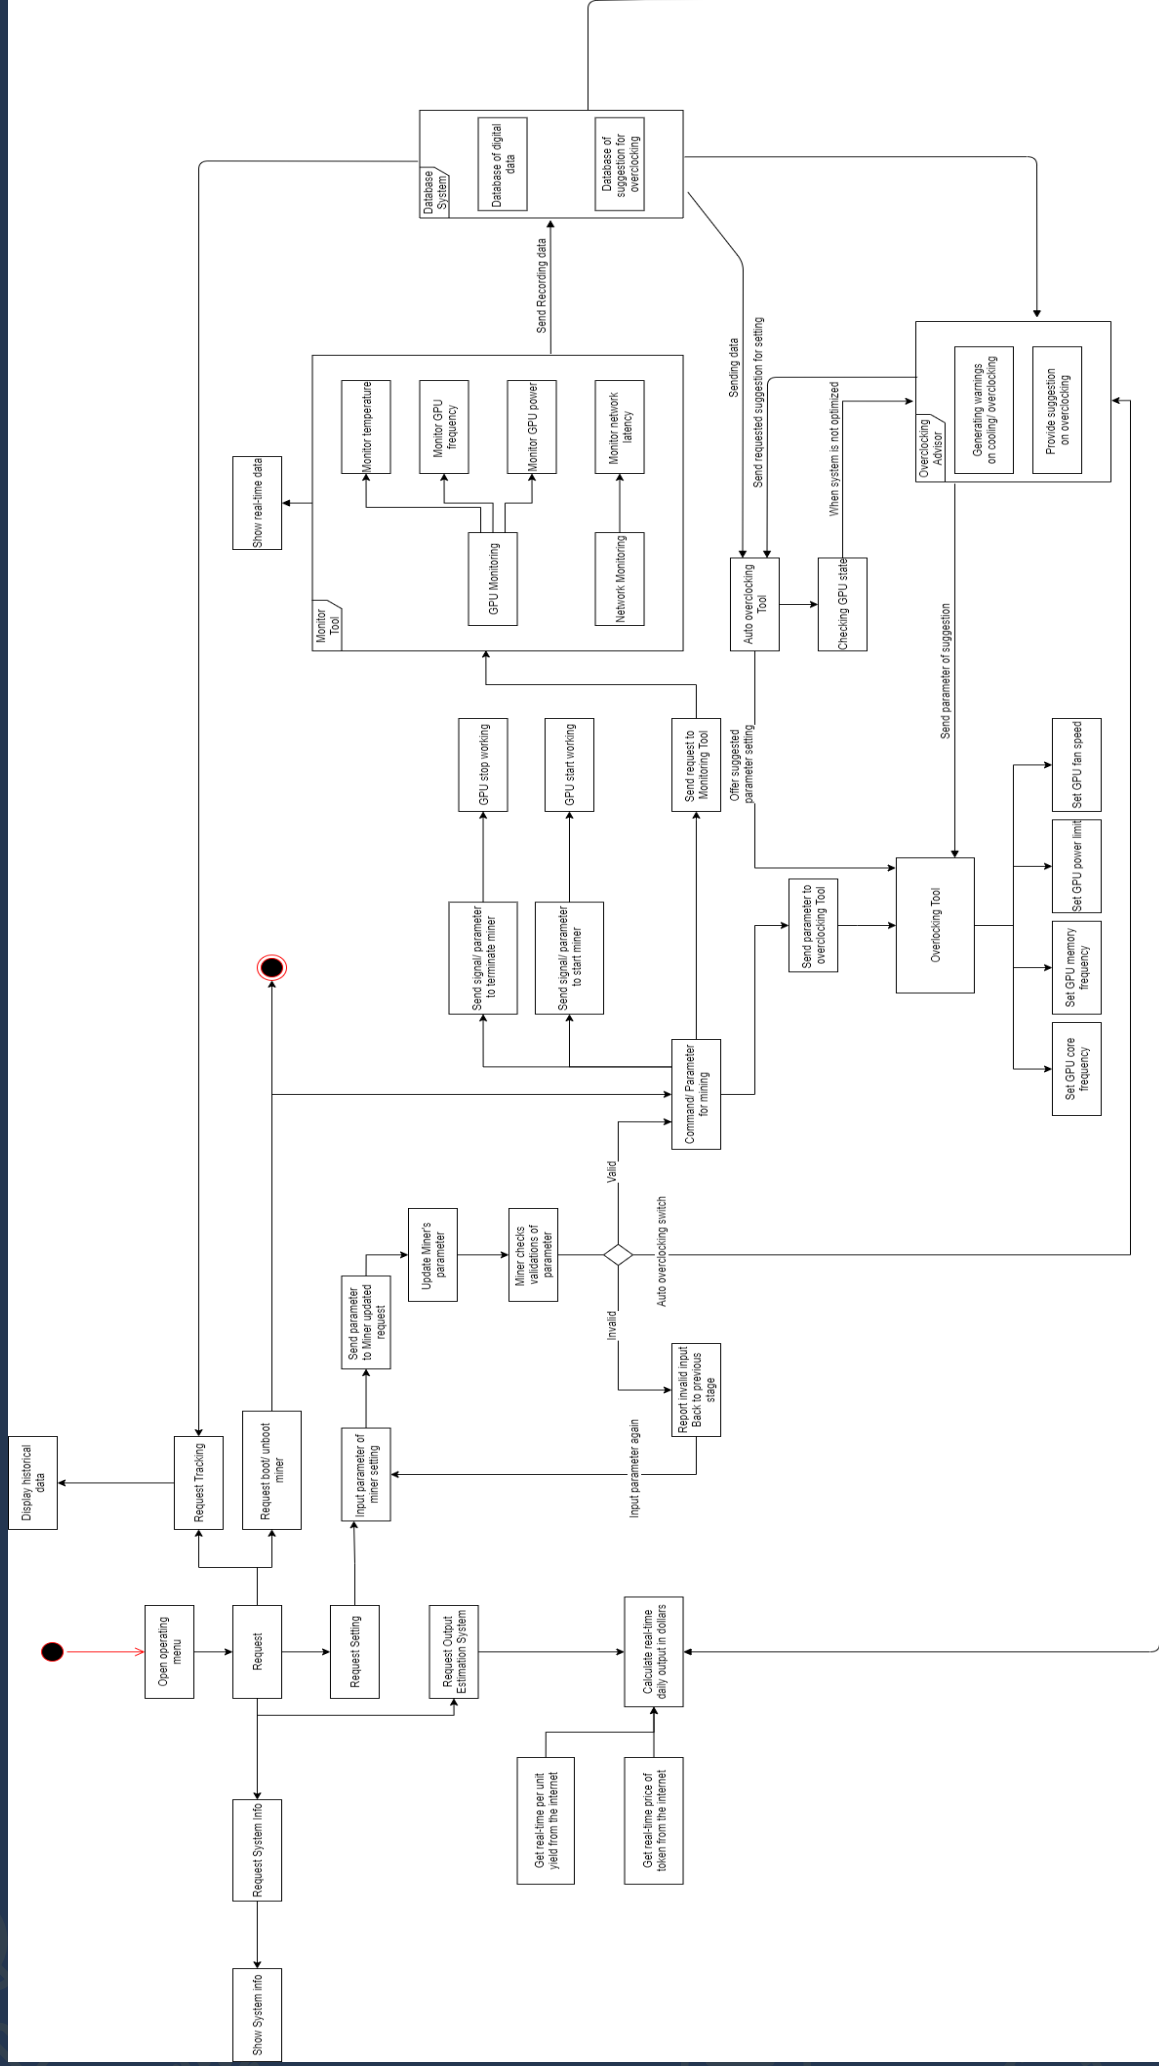 Show System info
Request System Info
Open operating
menu
Request
Request Setting
Request Output
Estimation System
Get real-time per unit
yield from the internet
Get real-time price of
token from the internet
Calculate real-time
daily output in dollars
Display historical
data
Request Tracking
Request boot/ unboot
miner
Input parameter of
miner setting
Input parameter again
Send parameter
to Miner updated
request
Update Miner's
parameter
Miner checks
validations of
parameter
Invalid
Valid
Report invalid input
Back to previous
stage
Auto overclocking switch
Command/ Parameter
for mining
Send signal/ parameter
to terminate miner
Send signal/ parameter
to start miner
GPU stop working
GPU start working
Send request to
Monitoring Tool
Send parameter to
overclocking Tool
Offer suggested
parameter setting
Overlocking Tool
Set GPU core
frequency
Set GPU memory
frequency
Set GPU power limit
Set GPU fan speed
Send parameter of suggestion
Show real-time data
Monitor
Tool
GPU Monitoring
Network Monitoring
Monitor temperature
Monitor GPU
frequency
Monitor GPU power
Monitor network
latency
Auto overclocking
Tool
Checking GPU state
When system is not optimized
Sending data
Send requested suggestion for setting
Overclocking
Advisor
Generating warnings
on cooling/ overclocking
Provide suggestion
on overclocking
Send Recording data
Database
System
Database of digital
data
Database of
suggestion for
overclocking